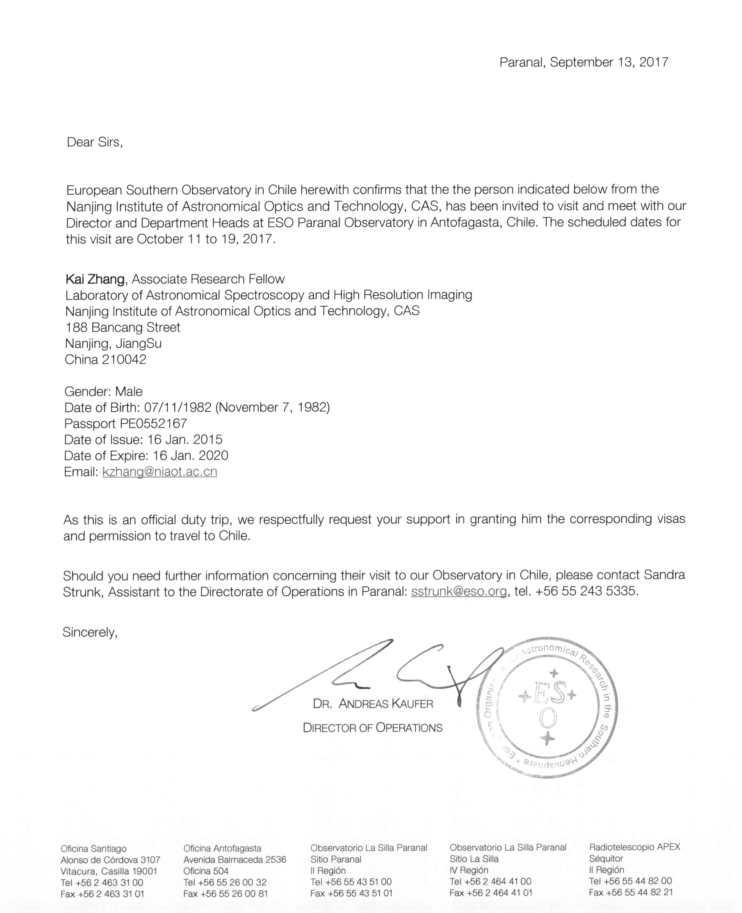 Paranal, September 13, 2017
Dear Sirs,
European Southern Observatory in Chile herewith confirms that the the person indicated below from the
Nanjing Institute of Astronomical Optics and Technology, CAS, has been invited to visit and meet with our
Director and Department Heads at ESO Paranal Observatory in Antofagasta, Chile. The scheduled dates for
this visit are October 11 to 19, 2017.
Kai Zhang, Associate Research Fellow
Laboratory of Astronomical Spectroscopy and High Resolution Imaging
Nanjing Institute of Astronomical Optics and Technology, CAS
188 Bancang Street
Nanjing, JiangSu
China 210042
Gender: Male
Date of Birth: 07/11/1982 (November 7, 1982)
Passport PE0552167
Date of Issue: 16 Jan. 2015
Date of Expire: 16 Jan. 2020
Email: kzhang@niaot.ac.cn
As this is an official duty trip, we respectfully request your support in granting him the corresponding visas
and permission to travel to Chile.
Should you need further information concerning their visit to our Observatory in Chile, please contact Sandra
Strunk, Assistant to the Directorate of Operations in Paranal: sstrunk@eso.org, tel. +56 55 243 5335.
Sincerely,
DR. ANDREAS KAUFER
DIRECTOR OF OPERATIONS
Astronomical Research in the Southern Hemisphere
ESO
Oficina Santiago
Alonso de Córdova 3107
Vitacura, Casilla 19001
Tel +56 2 463 31 00
Fax +56 2 463 31 01
Oficina Antofagasta
Avenida Balmaceda 2536
Oficina 504
Tel +56 55 26 00 32
Fax +56 55 26 00 81
Observatorio La Silla Paranal
Sitio Paranal
II Región
Tel +56 55 43 51 00
Fax +56 55 43 51 01
Observatorio La Silla Paranal
Sitio La Silla
IV Región
Tel +56 2 464 41 00
Fax +56 2 464 41 01
Radiotelescopio APEX
Séquitor
II Región
Tel +56 55 44 82 00
Fax +56 55 44 82 21